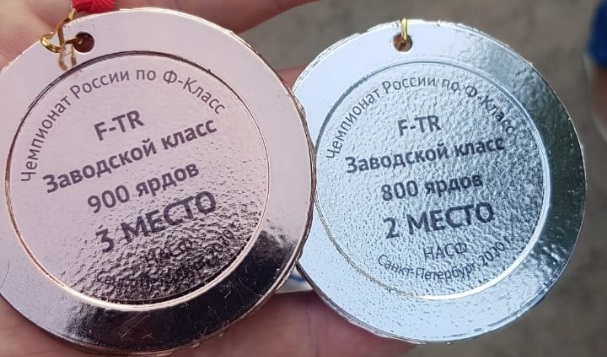 Чемпионат России по Ф-Класс
F-TR
Заводской класс
900 ярдов
3 МЕСТО
НАСФ
Чемпионат России по Ф-Класс
F-TR
Заводской класс
800 ярдов
2 МЕСТО
НАСФ
Санкт-Петербург, 2020 г.